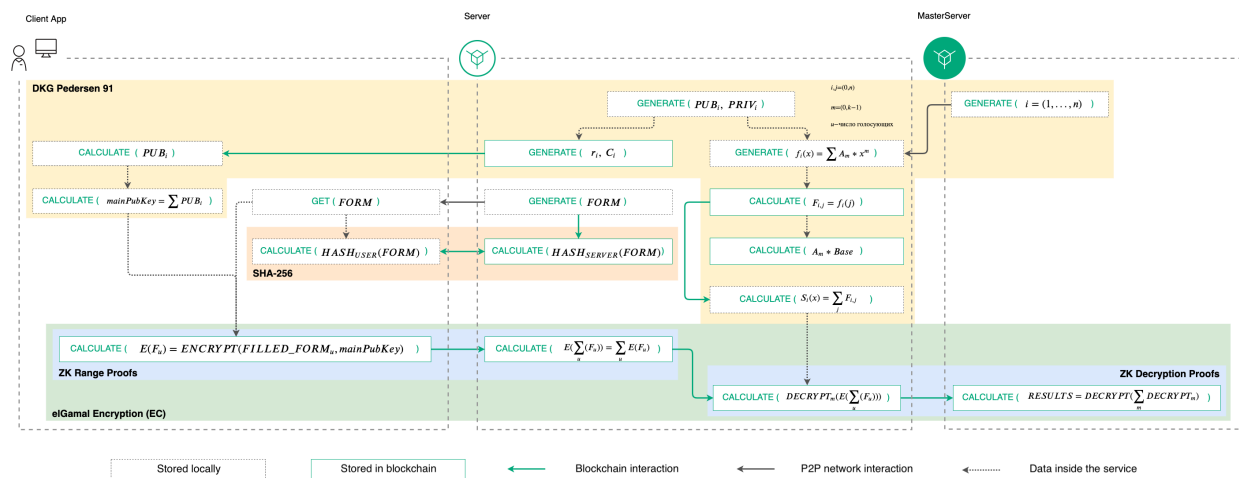 Client App
Server
MasterServer
DKG Pedersen 91
i,j=(0,n)
m=(0,k−1)
u−число голосующих
GENERATE ( PUB_i, PRIV_i )
GENERATE ( i = (1, . . . , n) )
CALCULATE ( PUB_i )
GENERATE ( r_i, C_i )
GENERATE ( f_i(x) = ∑ A_m * x^m )
CALCULATE ( mainPubKey = ∑ PUB_i )
GET ( FORM )
GENERATE ( FORM )
CALCULATE ( F_{i,j} = f_i(j) )
CALCULATE ( HASH_USER(FORM) )
CALCULATE ( HASH_SERVER(FORM) )
CALCULATE ( A_m * Base )
SHA-256
CALCULATE ( S_i(x) = ∑_j F_{i,j} )
CALCULATE ( E(F_u) = ENCRYPT(FILLED_FORM_u, mainPubKey) )
CALCULATE ( E(∑_u (F_u)) = ∑_u E(F_u) )
ZK Range Proofs
ZK Decryption Proofs
CALCULATE ( DECRYPT_m(E(∑_u (F_u))) )
CALCULATE ( RESULTS = DECRYPT(∑_m DECRYPT_m) )
elGamal Encryption (EC)
Stored locally
Stored in blockchain
Blockchain interaction
P2P network interaction
Data inside the service